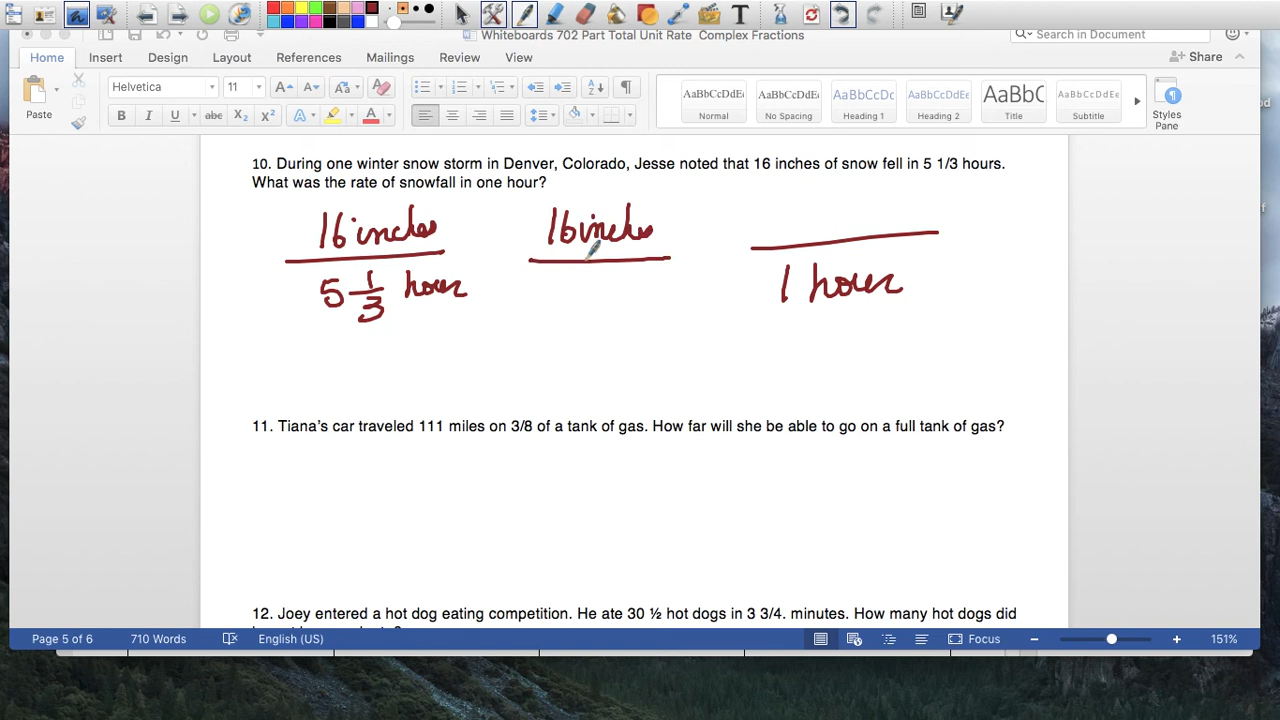 Whiteboards 702 Part Total Unit Rate Complex Fractions
Search in Document
Home Insert Design Layout References Mailings Review View
Share
Paste
Helvetica 11
B I U abc X₂ X² A A
AaBbCcDc AaBbCcDc AaBbCcDc AaBbCcDdEe AaBbC AaBbCcDdEe
Normal No Spacing Heading 1 Heading 2 Title Subtitle
Styles
Pane
10. During one winter snow storm in Denver, Colorado, Jesse noted that 16 inches of snow fell in 5 1/3 hours.
What was the rate of snowfall in one hour?
16 inches 16 inches
5 1/3 hour 1 hour
11. Tiana's car traveled 111 miles on 3/8 of a tank of gas. How far will she be able to go on a full tank of gas?
12. Joey entered a hot dog eating competition. He ate 30 ½ hot dogs in 3 3/4. minutes. How many hot dogs did
Page 5 of 6 710 Words English (US) Focus 151%